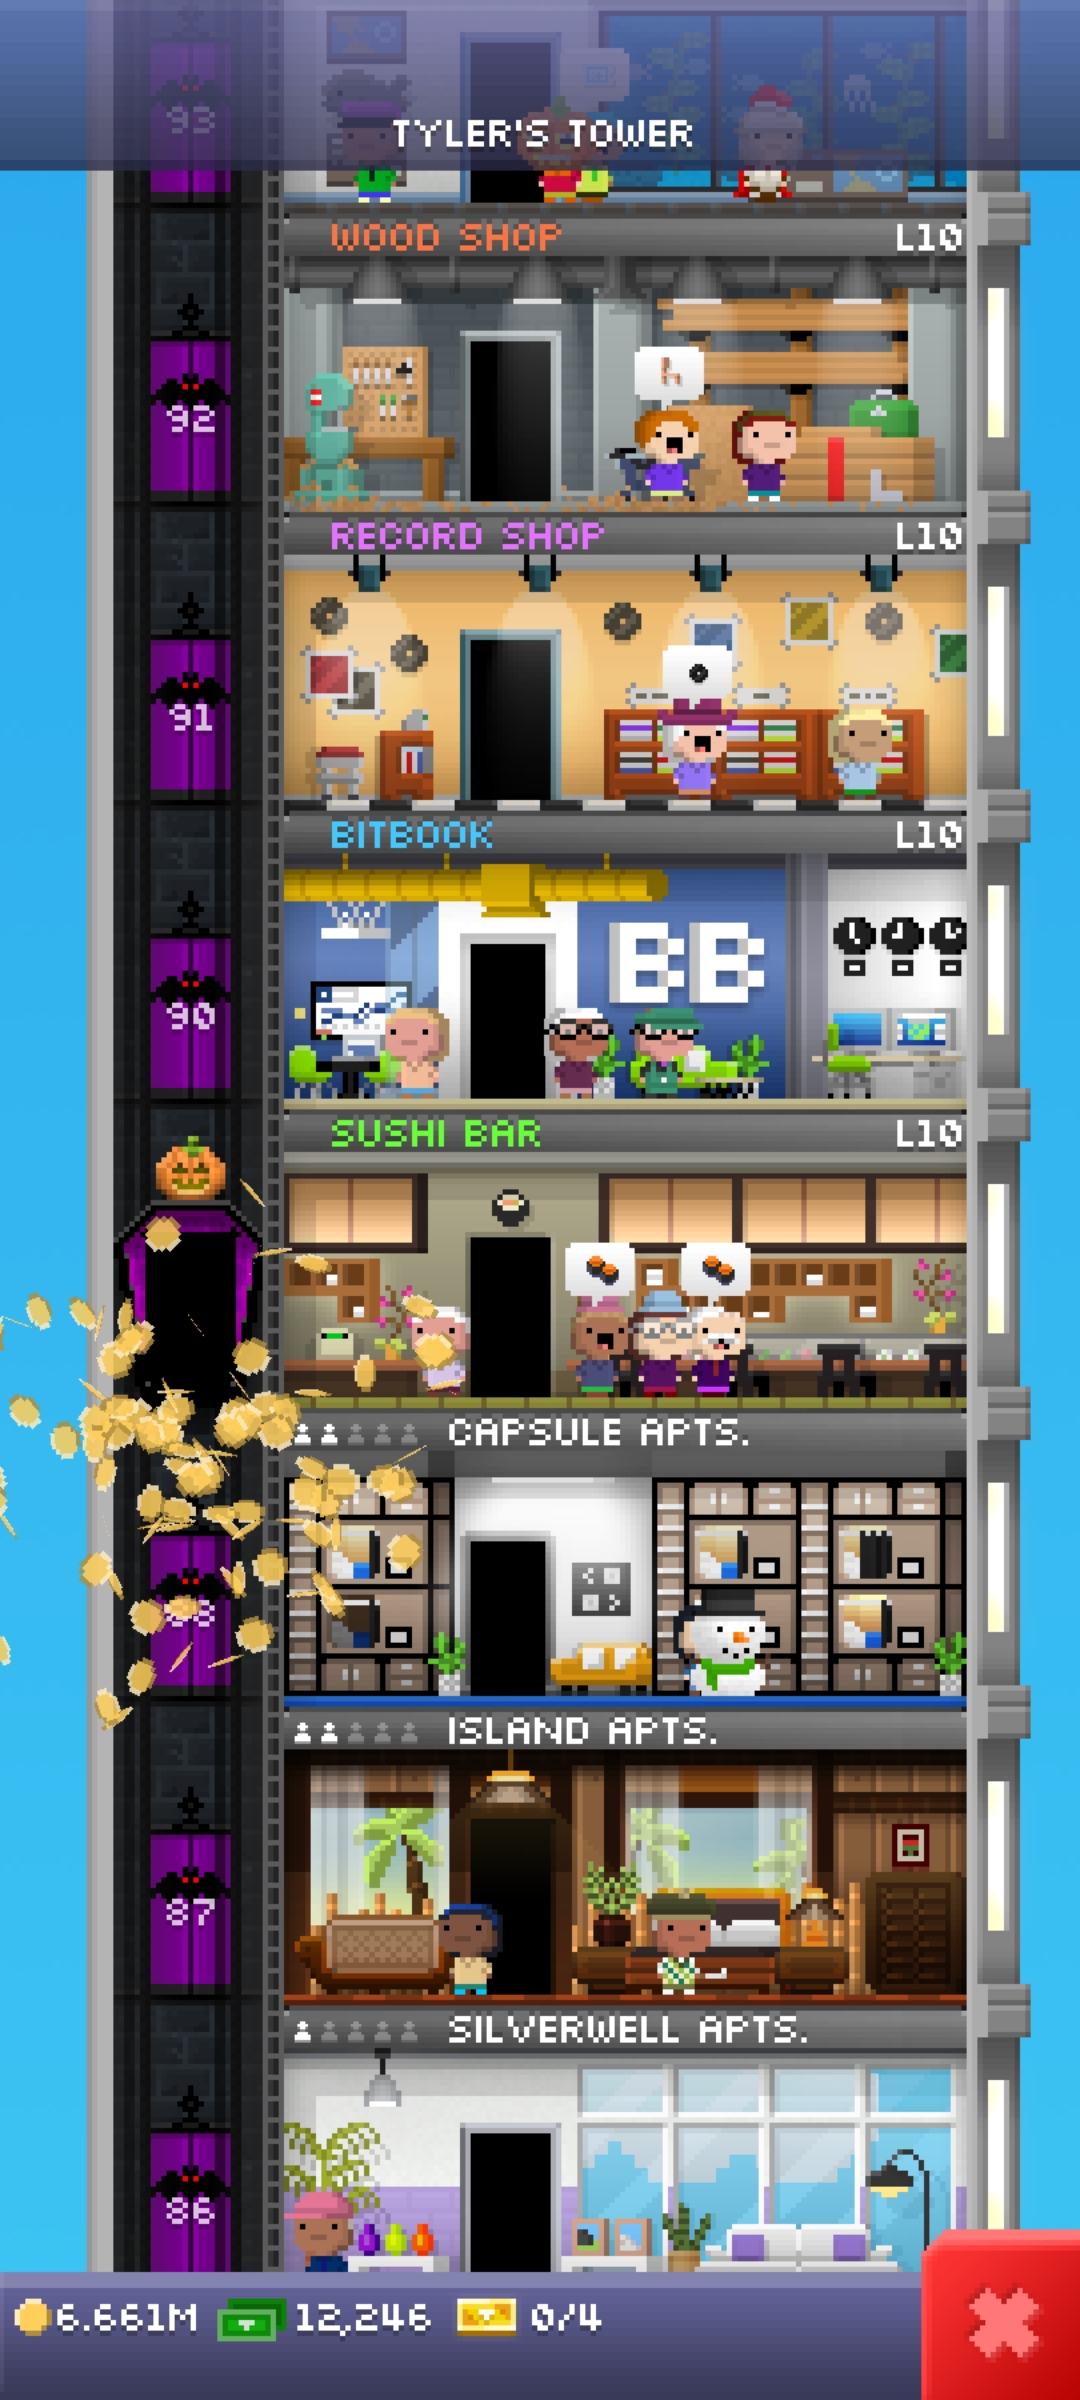 93
TYLER'S TOWER
WOOD SHOP L10
92
RECORD SHOP L10
91
BITBOOK L10
BB
90
SUSHI BAR L10
CAPSULE APTS.
ISLAND APTS.
87
SILVERWELL APTS.
86
6.661M 12,246 0/4